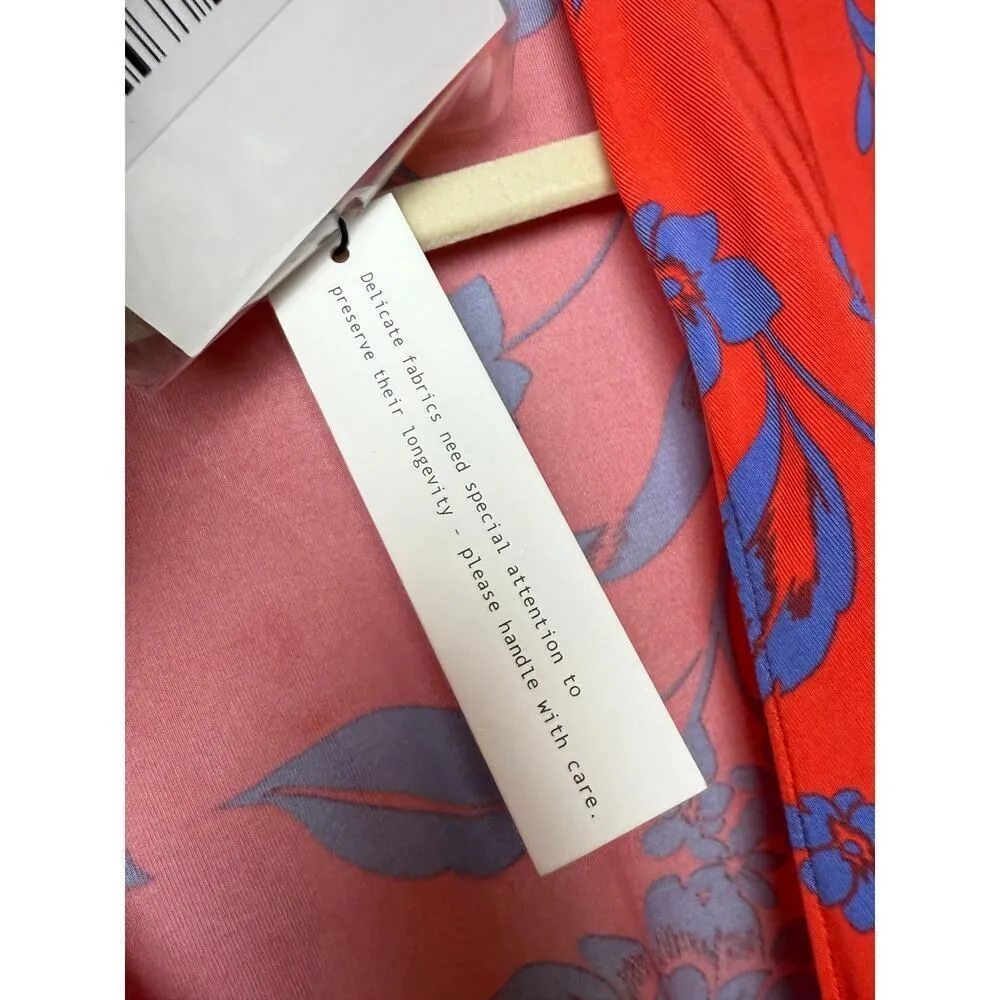 Delicate fabrics need special attention to
preserve their longevity - please handle with care.